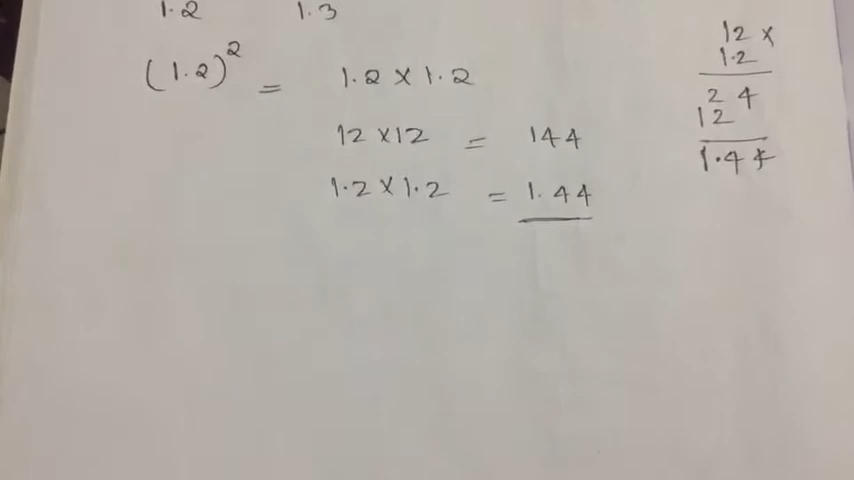 1.2 1.3
(1.2)² = 1.2 × 1.2
12 × 12 = 144
1.2 × 1.2 = 1.44
12 ×
1.2
2 4
12
1.44